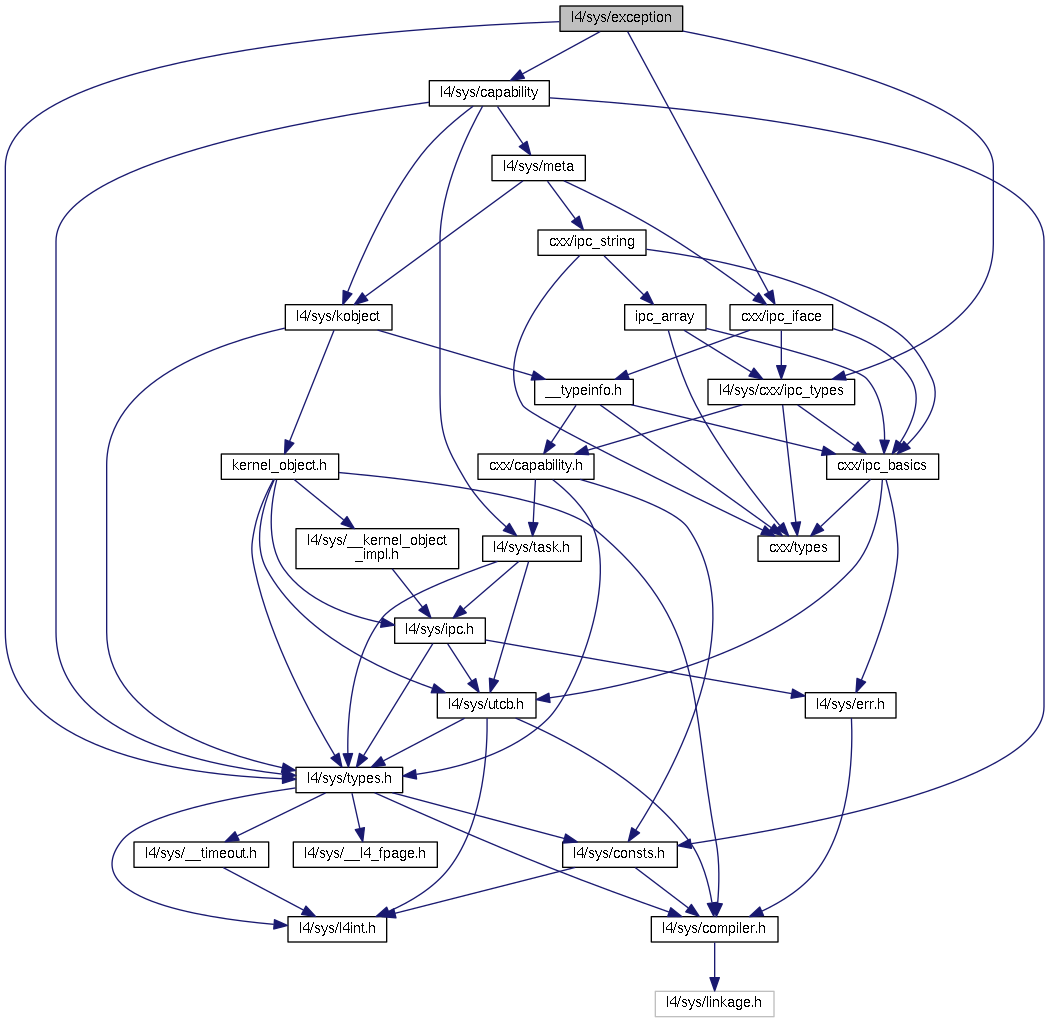 l4/sys/exception
l4/sys/capability
l4/sys/meta
cxx/ipc_string
l4/sys/kobject
ipc_array
cxx/ipc_iface
__typeinfo.h
l4/sys/cxx/ipc_types
kernel_object.h
cxx/capability.h
cxx/ipc_basics
l4/sys/__kernel_object
_impl.h
l4/sys/task.h
cxx/types
l4/sys/ipc.h
l4/sys/utcb.h
l4/sys/err.h
l4/sys/types.h
l4/sys/__timeout.h
l4/sys/__l4_fpage.h
l4/sys/consts.h
l4/sys/l4int.h
l4/sys/compiler.h
l4/sys/linkage.h